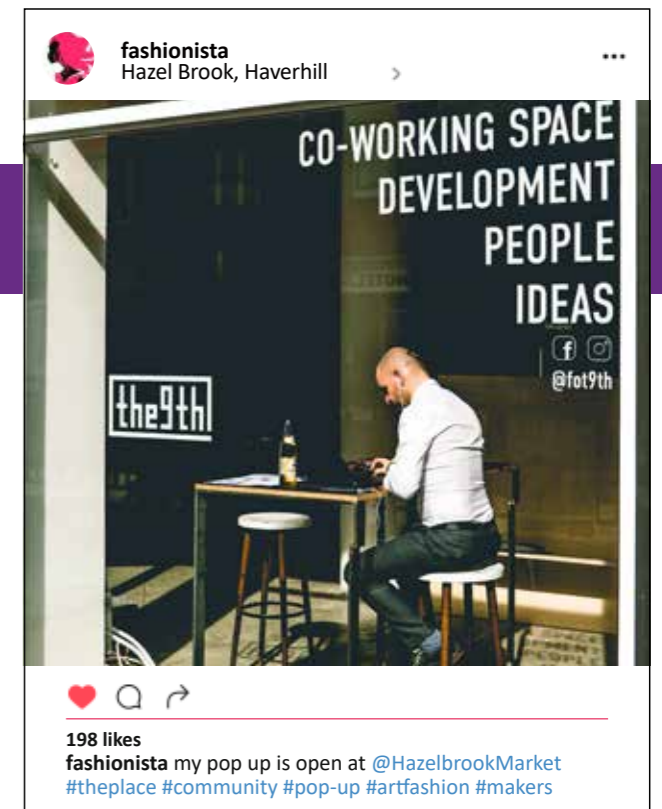 fashionista
Hazel Brook, Haverhill
CO-WORKING SPACE
DEVELOPMENT
PEOPLE
IDEAS
@fot9th
the9th
198 likes
fashionista my pop up is open at @HazelbrookMarket
#theplace #community #pop-up #artfashion #makers